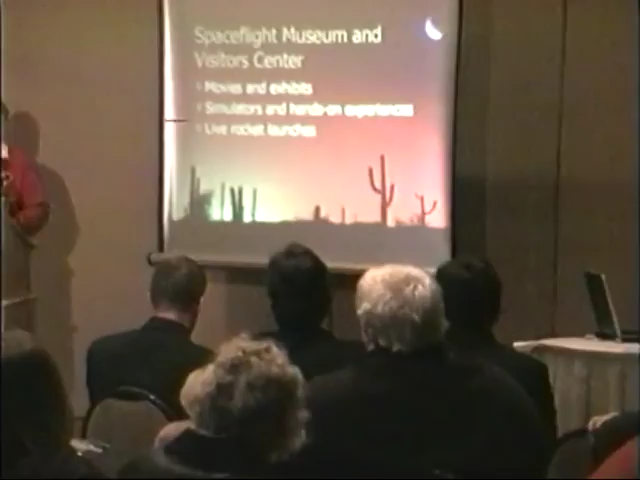 Spaceflight Museum and
Visitors Center
Movies and exhibits
Simulators and hands-on experiences
Live rocket launches